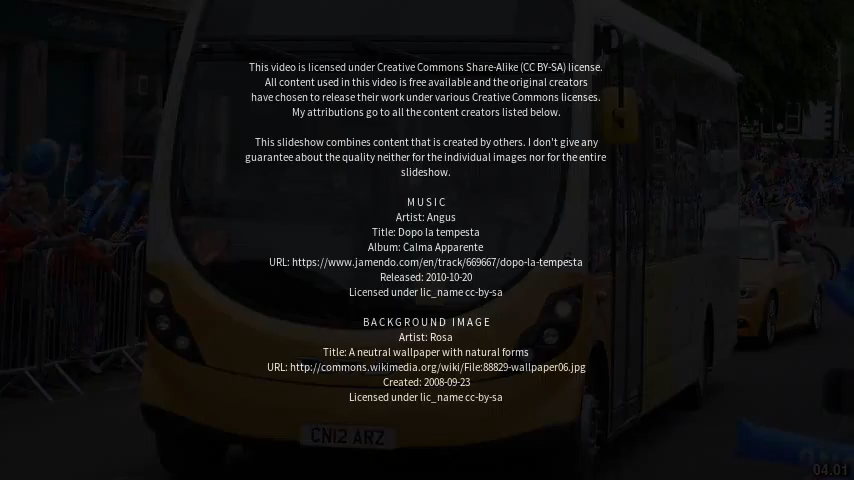 This video is licensed under Creative Commons Share-Alike (CC BY-SA) license.
All content used in this video is free available and the original creators
have chosen to release their work under various Creative Commons licenses.
My attributions go to all the content creators listed below.
This slideshow combines content that is created by others. I don't give any
guarantee about the quality neither for the individual images nor for the entire
slideshow.
MUSIC
Artist: Angus
Title: Dopo la tempesta
Album: Calma Apparente
URL: https://www.jamendo.com/en/track/669667/dopo-la-tempesta
Released: 2010-10-20
Licensed under lic_name cc-by-sa
BACKGROUND IMAGE
Artist: Rosa
Title: A neutral wallpaper with natural forms
URL: http://commons.wikimedia.org/wiki/File:88829-wallpaper06.jpg
Created: 2008-09-23
Licensed under lic_name cc-by-sa
CN12 ARZ
04.01